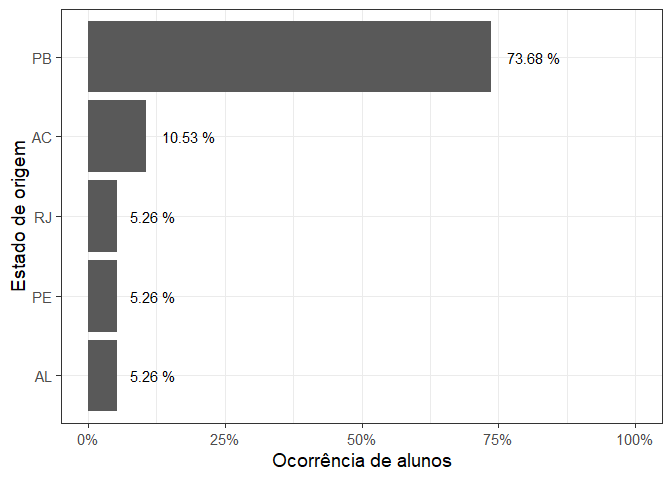 PB
73.68 %
AC
10.53 %
RJ
5.26 %
PE
5.26 %
AL
5.26 %
Estado de origem
0%
25%
50%
75%
100%
Ocorrência de alunos